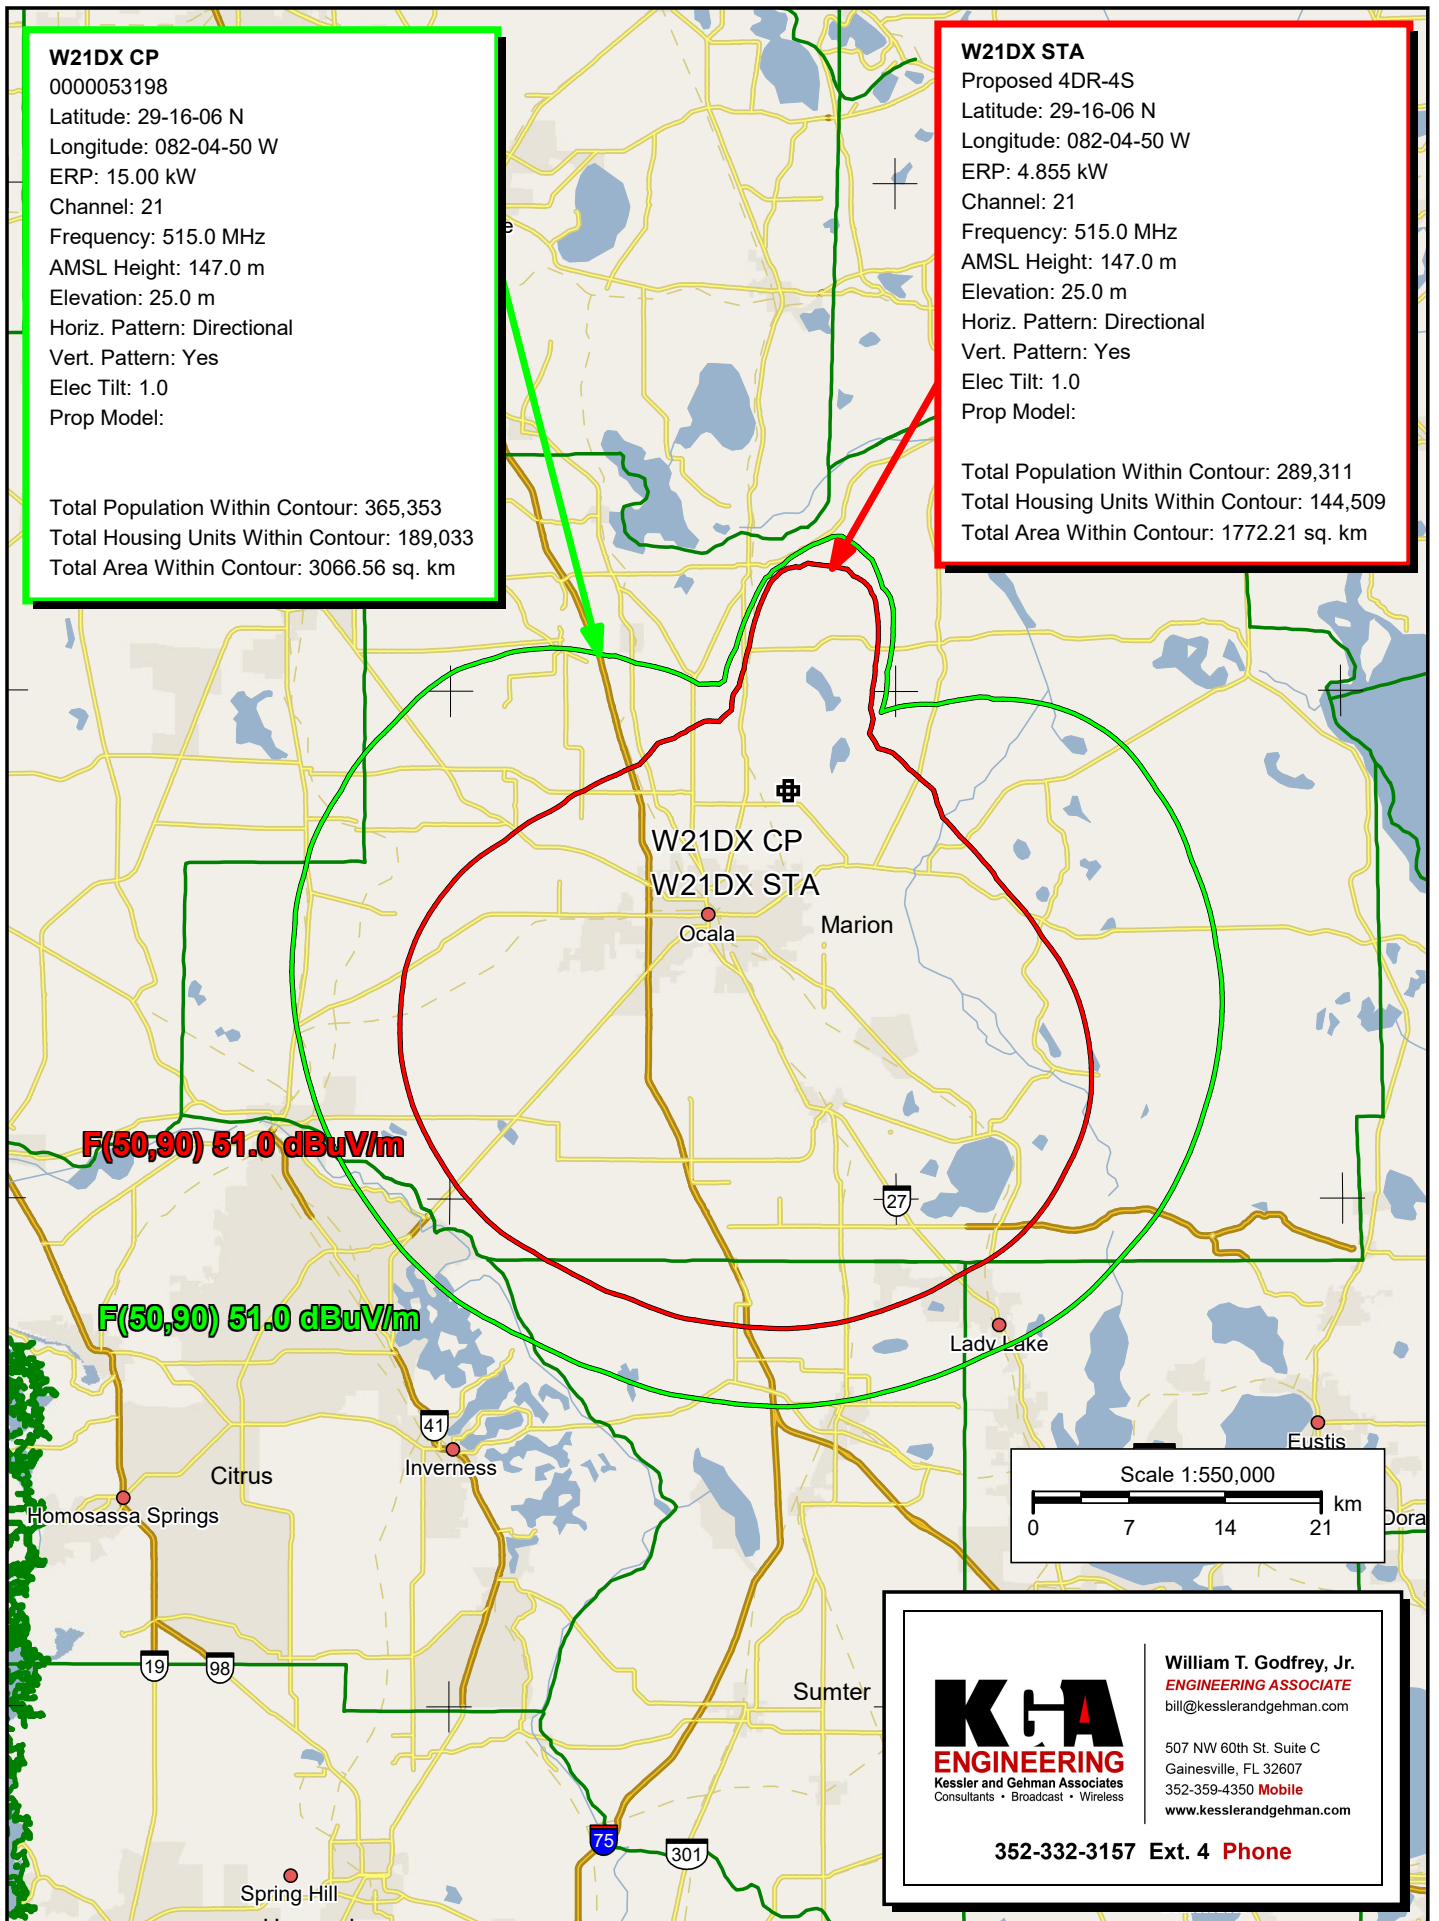 W21DX CP
0000053198
Latitude: 29-16-06 N
Longitude: 082-04-50 W
ERP: 15.00 kW
Channel: 21
Frequency: 515.0 MHz
AMSL Height: 147.0 m
Elevation: 25.0 m
Horiz. Pattern: Directional
Vert. Pattern: Yes
Elec Tilt: 1.0
Prop Model:
Total Population Within Contour: 365,353
Total Housing Units Within Contour: 189,033
Total Area Within Contour: 3066.56 sq. km
W21DX STA
Proposed 4DR-4S
Latitude: 29-16-06 N
Longitude: 082-04-50 W
ERP: 4.855 kW
Channel: 21
Frequency: 515.0 MHz
AMSL Height: 147.0 m
Elevation: 25.0 m
Horiz. Pattern: Directional
Vert. Pattern: Yes
Elec Tilt: 1.0
Prop Model:
Total Population Within Contour: 289,311
Total Housing Units Within Contour: 144,509
Total Area Within Contour: 1772.21 sq. km
e
W21DX CP
W21DX STA
Ocala
Marion
F(50,90) 51.0 dBuV/m
27
F(50,90) 51.0 dBuV/m
Lady Lake
41
Inverness
Citrus
Homosassa Springs
Eustis
Dora
Scale 1:550,000
km
0 7 14 21
19
98
Sumter
75
301
Spring Hill
KGA
ENGINEERING
Kessler and Gehman Associates
Consultants • Broadcast • Wireless
William T. Godfrey, Jr.
ENGINEERING ASSOCIATE
bill@kesslerandgehman.com
507 NW 60th St. Suite C
Gainesville, FL 32607
352-359-4350 Mobile
www.kesslerandgehman.com
352-332-3157 Ext. 4 Phone